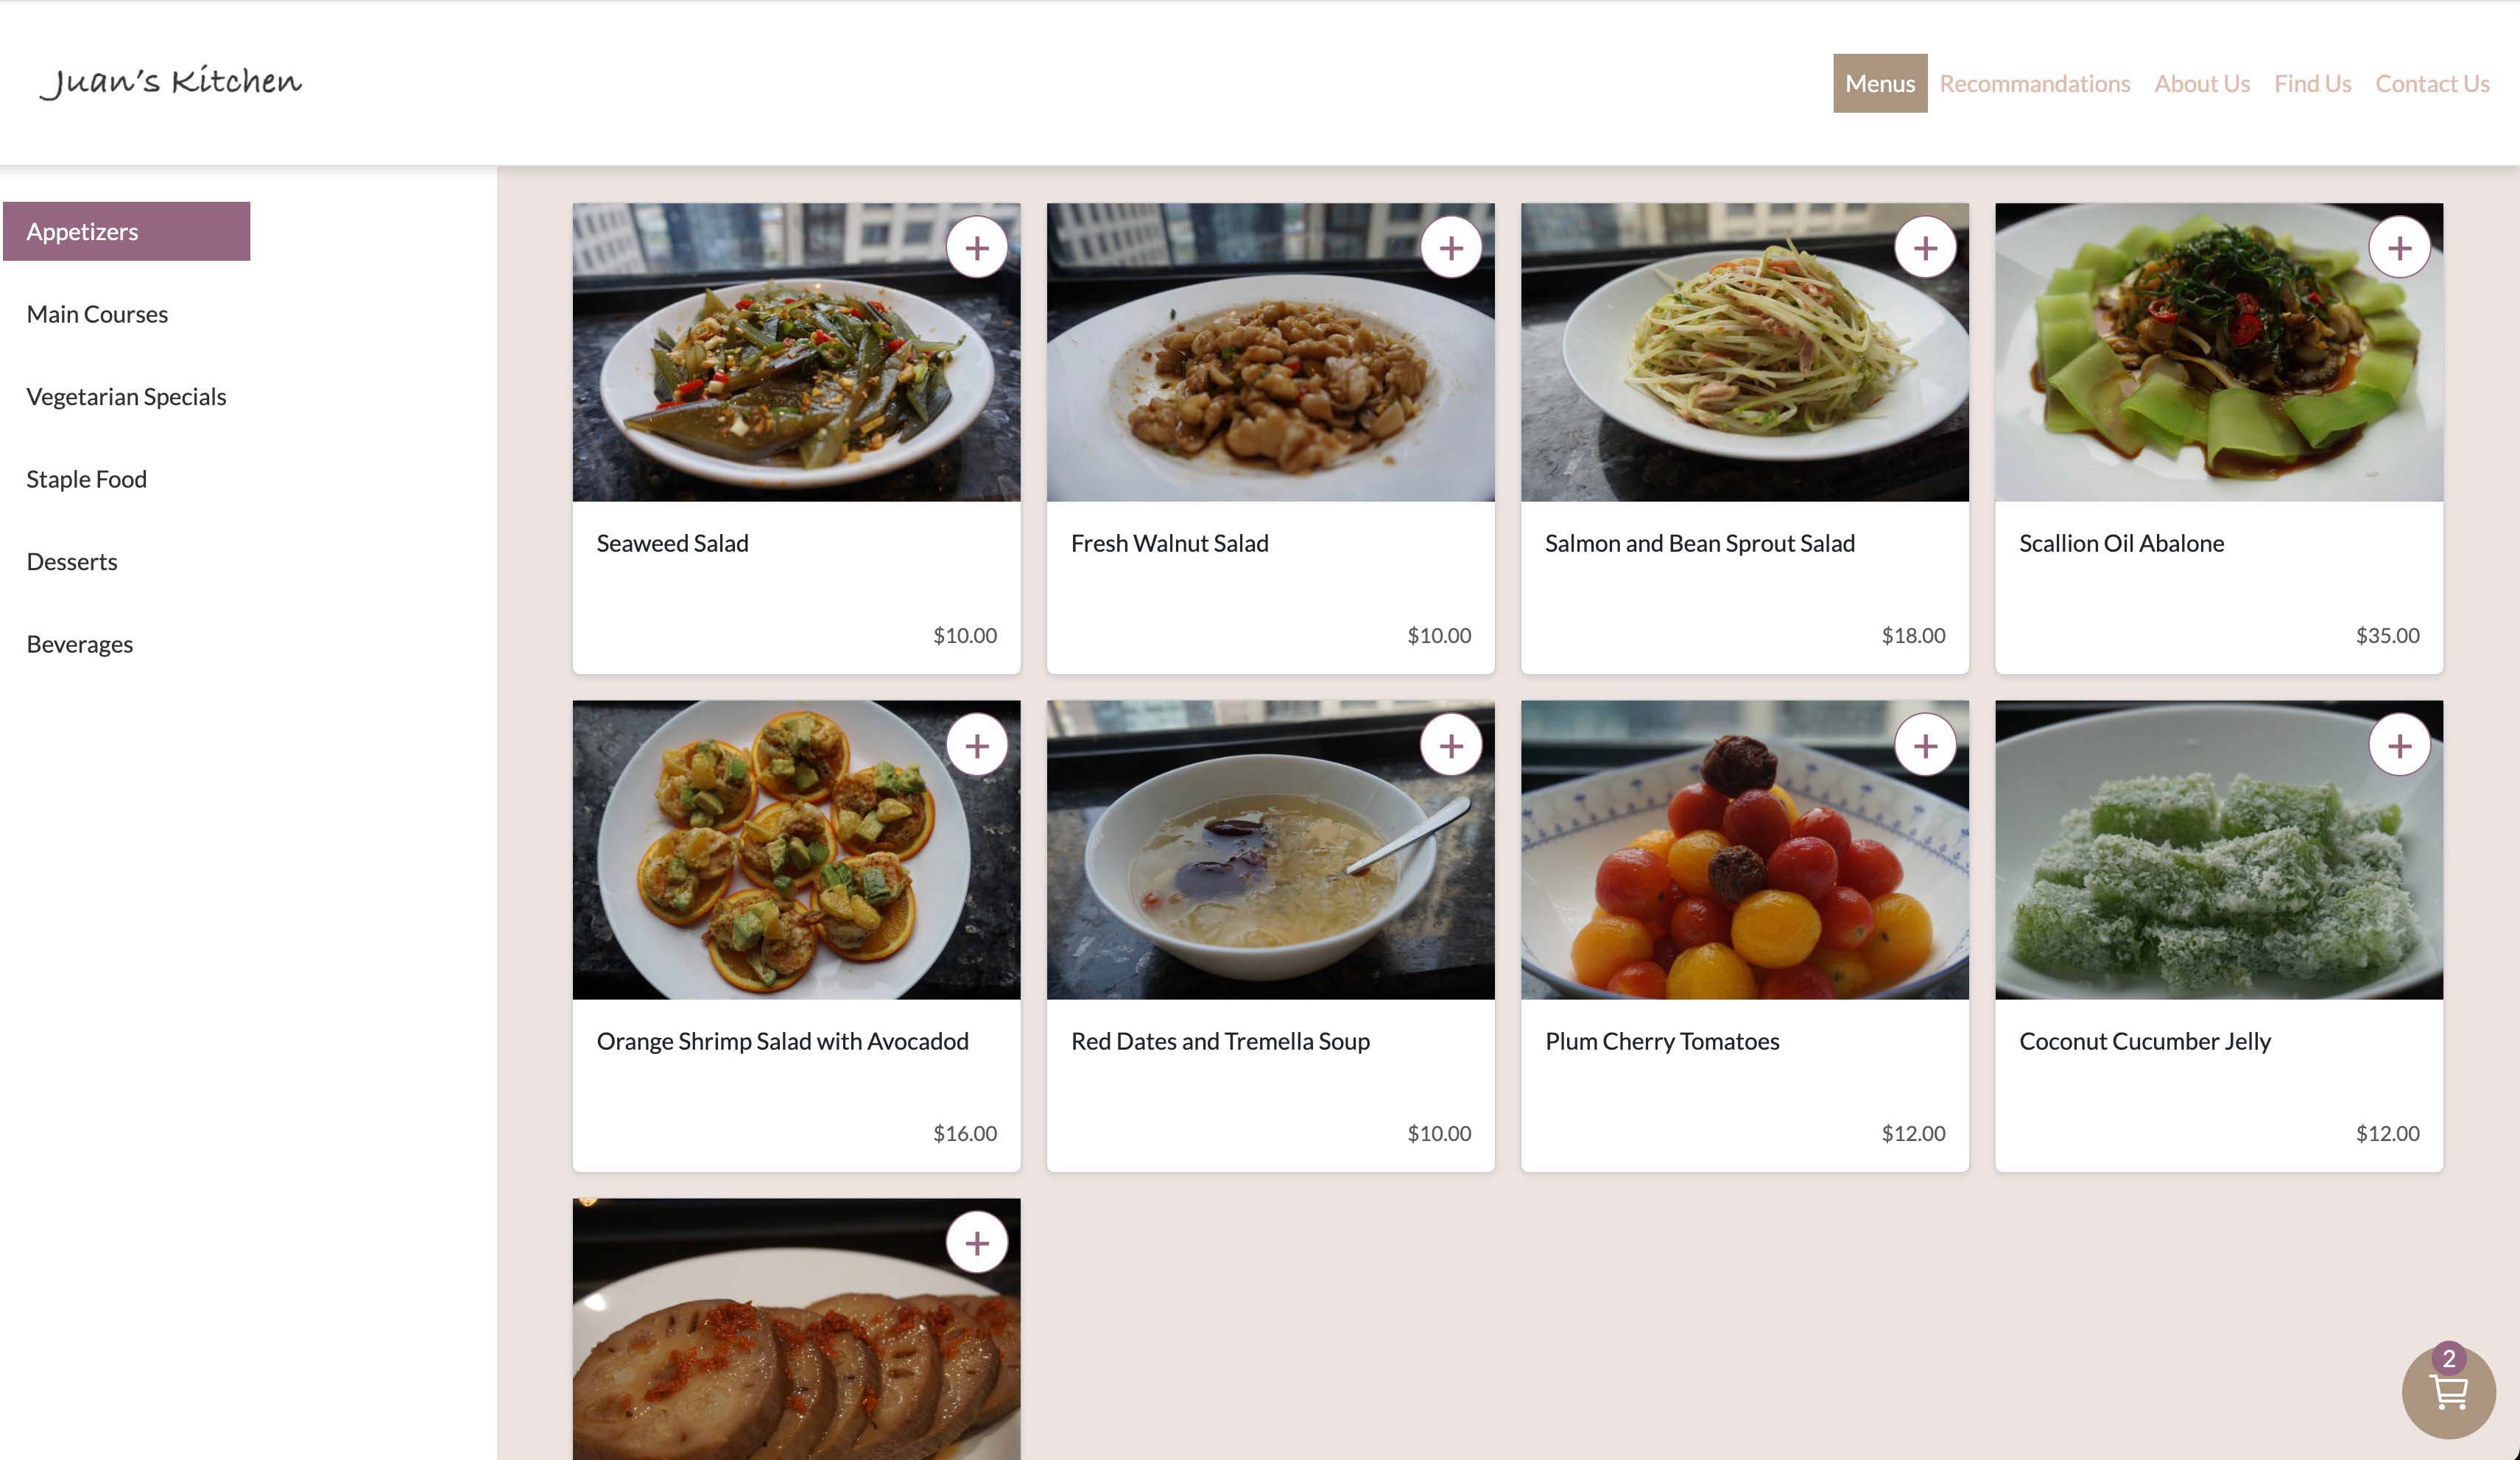 Juan's Kitchen
Menus Recommandations About Us Find Us Contact Us
Appetizers
Main Courses
Vegetarian Specials
Staple Food
Desserts
Beverages
Seaweed Salad
$10.00
Fresh Walnut Salad
$10.00
Salmon and Bean Sprout Salad
$18.00
Scallion Oil Abalone
$35.00
Orange Shrimp Salad with Avocadod
$16.00
Red Dates and Tremella Soup
$10.00
Plum Cherry Tomatoes
$12.00
Coconut Cucumber Jelly
$12.00
2